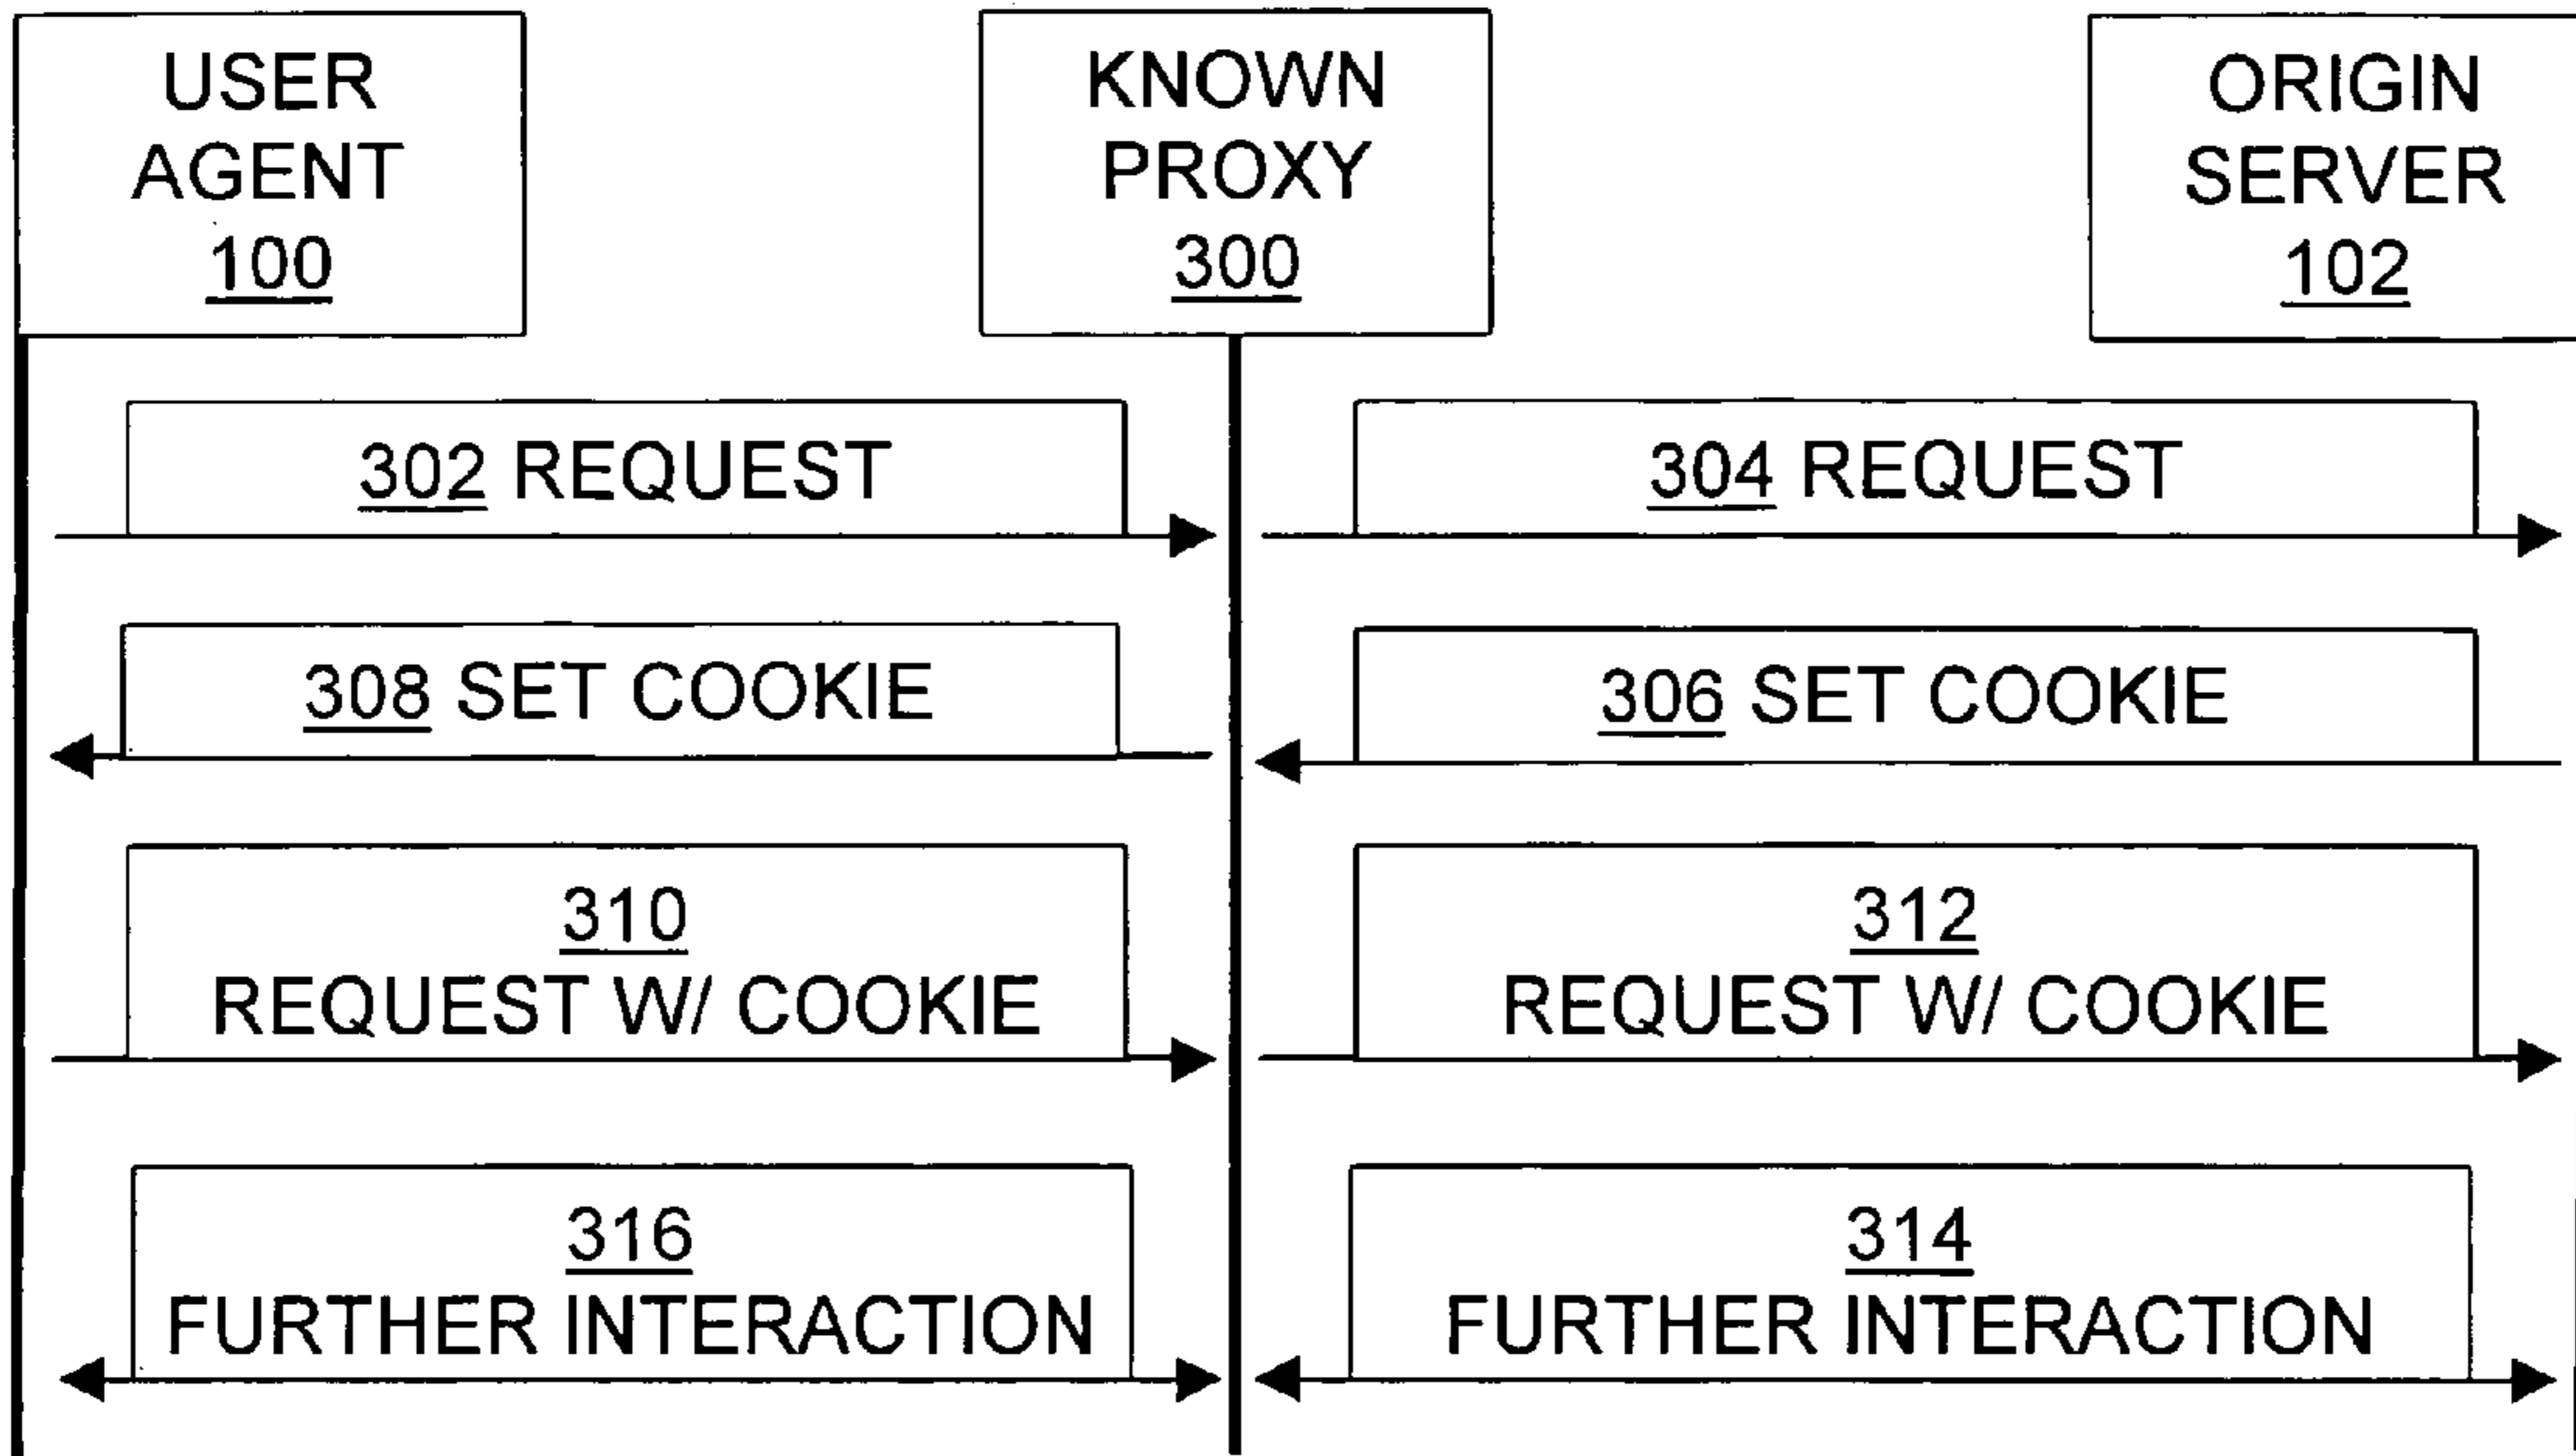 USER
AGENT
100
KNOWN
PROXY
300
ORIGIN
SERVER
102
302 REQUEST
304 REQUEST
308 SET COOKIE
306 SET COOKIE
310
REQUEST W/ COOKIE
312
REQUEST W/ COOKIE
316
FURTHER INTERACTION
314
FURTHER INTERACTION